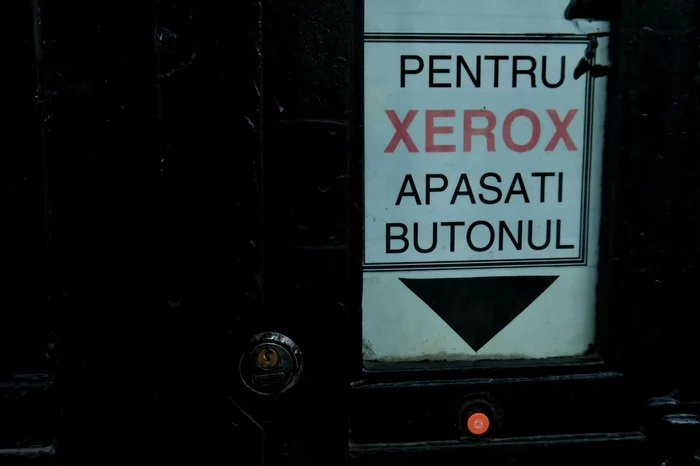 PENTRU
XEROX
APASATI
BUTONUL